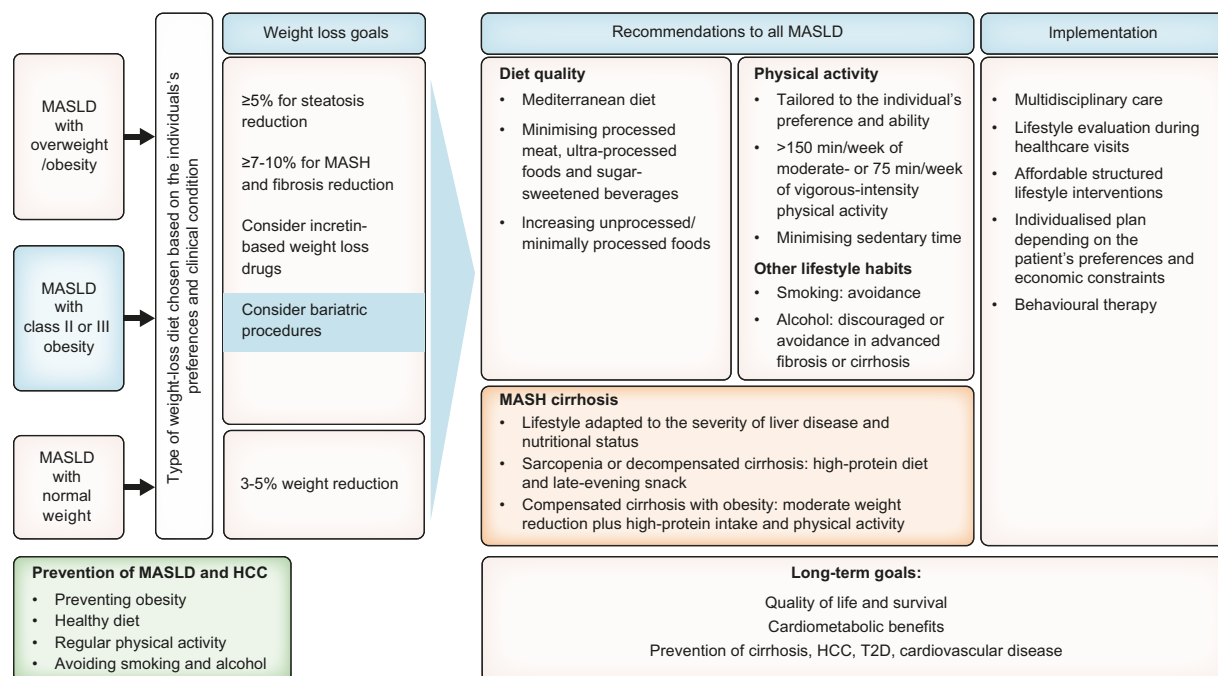 MASLD
with
overweight
/obesity
MASLD
with
class II or III
obesity
MASLD
with
normal
weight
Type of weight-loss diet chosen based on the individuals's
preferences and clinical condition
Weight loss goals
≥5% for steatosis
reduction
≥7-10% for MASH
and fibrosis reduction
Consider incretin-
based weight loss
drugs
Consider bariatric
procedures
3-5% weight reduction
Recommendations to all MASLD
Diet quality
• Mediterranean diet
• Minimising processed
meat, ultra-processed
foods and sugar-
sweetened beverages
• Increasing unprocessed/
minimally processed foods
Physical activity
• Tailored to the individual's
preference and ability
• >150 min/week of
moderate- or 75 min/week
of vigorous-intensity
physical activity
• Minimising sedentary time
Other lifestyle habits
• Smoking: avoidance
• Alcohol: discouraged or
avoidance in advanced
fibrosis or cirrhosis
MASH cirrhosis
• Lifestyle adapted to the severity of liver disease and
nutritional status
• Sarcopenia or decompensated cirrhosis: high-protein diet
and late-evening snack
• Compensated cirrhosis with obesity: moderate weight
reduction plus high-protein intake and physical activity
Implementation
• Multidisciplinary care
• Lifestyle evaluation during
healthcare visits
• Affordable structured
lifestyle interventions
• Individualised plan
depending on the
patient's preferences and
economic constraints
• Behavioural therapy
Prevention of MASLD and HCC
• Preventing obesity
• Healthy diet
• Regular physical activity
• Avoiding smoking and alcohol
Long-term goals:
Quality of life and survival
Cardiometabolic benefits
Prevention of cirrhosis, HCC, T2D, cardiovascular disease